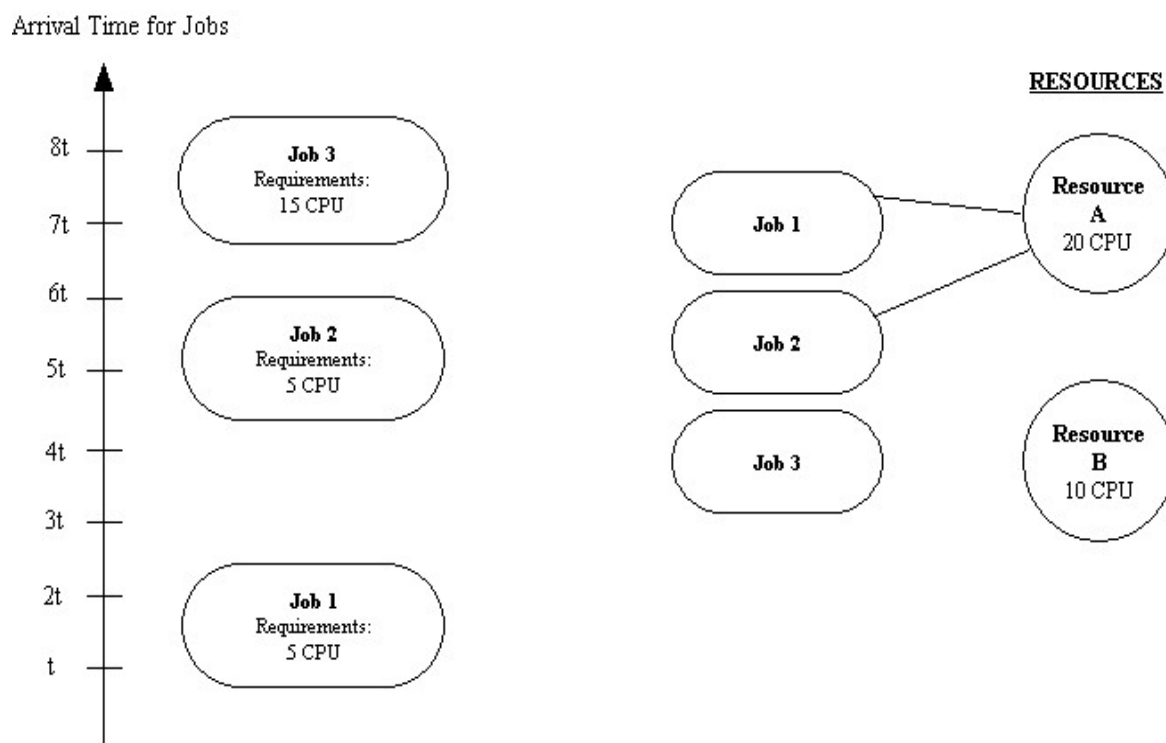 Arrival Time for Jobs
8t
7t
6t
5t
4t
3t
2t
t
Job 3
Requirements:
15 CPU
Job 2
Requirements:
5 CPU
Job 1
Requirements:
5 CPU
Job 1
Job 2
Job 3
RESOURCES
Resource
A
20 CPU
Resource
B
10 CPU